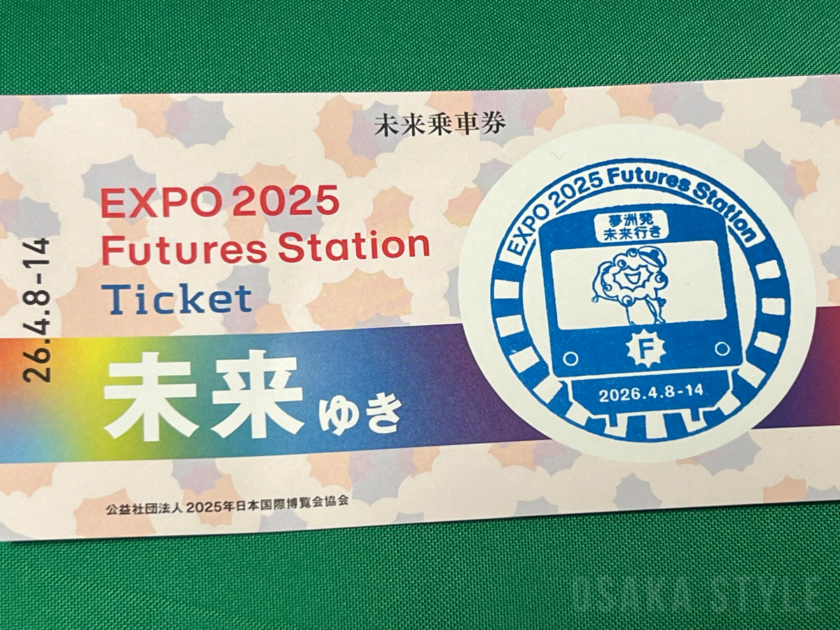 未来乗車券
EXPO 2025
Futures Station
Ticket
26.4.8-14
未来ゆき
公益社団法人 2025年日本国際博覧会協会
EXPO 2025 Futures Station
夢洲発
未来行き
F
2026.4.8-14
OSAKA STYLE